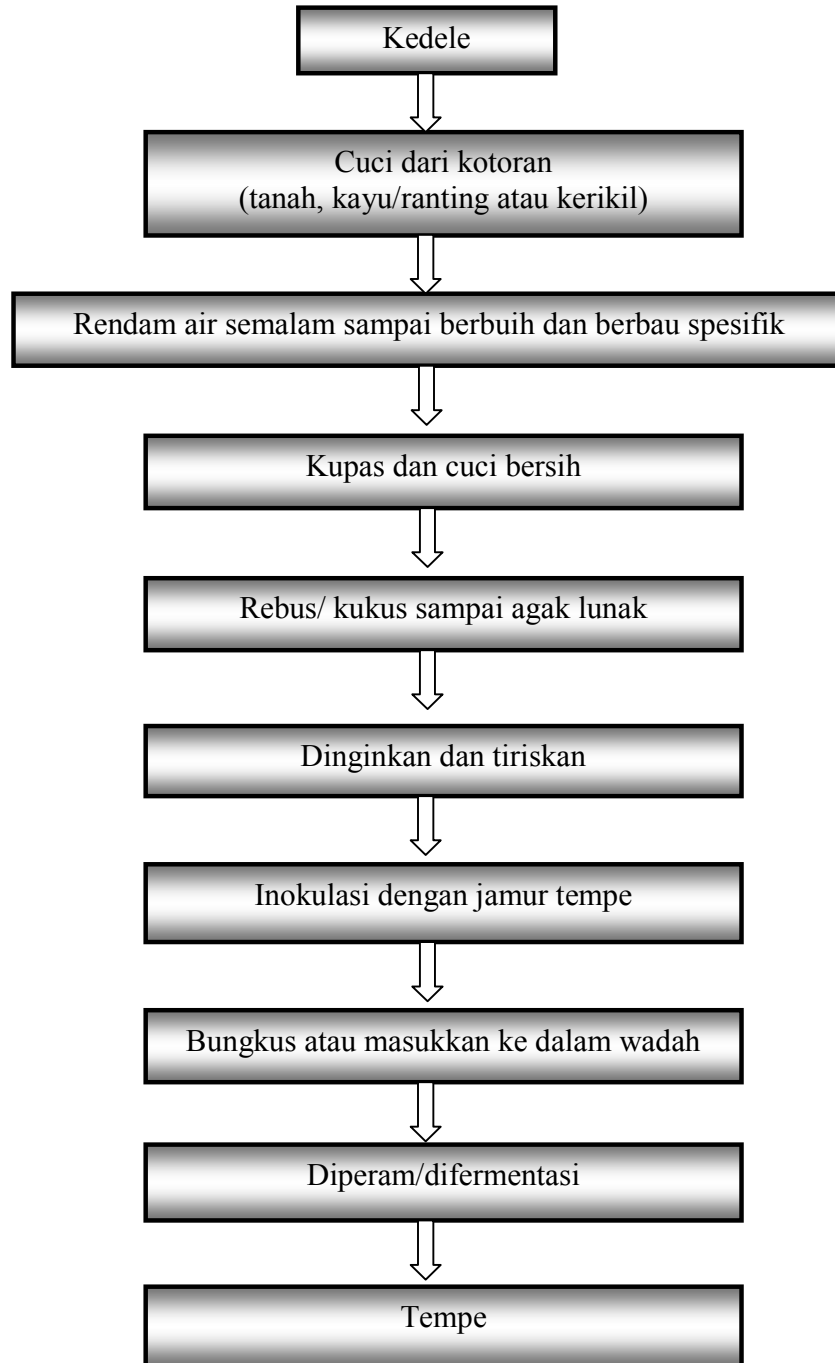 Kedele
Cuci dari kotoran
(tanah, kayu/ranting atau kerikil)
Rendam air semalam sampai berbuih dan berbau spesifik
Kupas dan cuci bersih
Rebus/ kukus sampai agak lunak
Dinginkan dan tiriskan
Inokulasi dengan jamur tempe
Bungkus atau masukkan ke dalam wadah
Diperam/difermentasi
Tempe